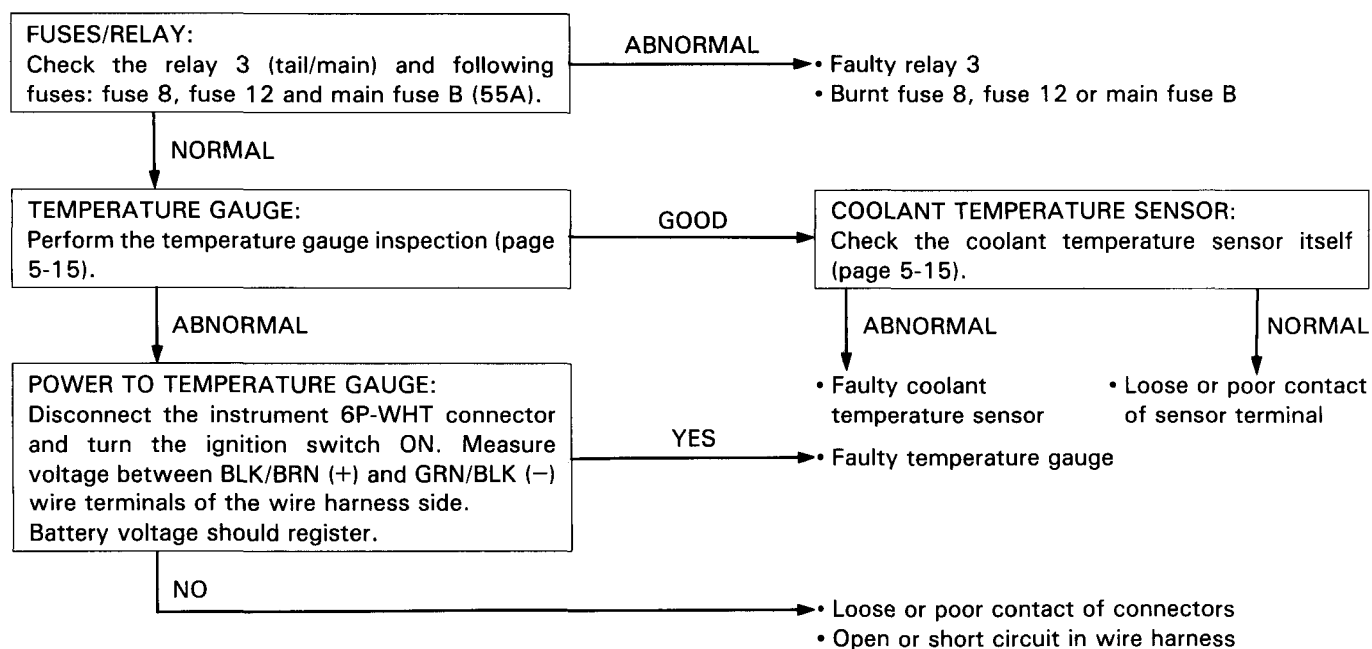 FUSES/RELAY:
Check the relay 3 (tail/main) and following
fuses: fuse 8, fuse 12 and main fuse B (55A).
ABNORMAL
• Faulty relay 3
• Burnt fuse 8, fuse 12 or main fuse B
NORMAL
TEMPERATURE GAUGE:
Perform the temperature gauge inspection (page
5-15).
GOOD
COOLANT TEMPERATURE SENSOR:
Check the coolant temperature sensor itself
(page 5-15).
ABNORMAL
ABNORMAL
NORMAL
• Faulty coolant
temperature sensor
• Loose or poor contact
of sensor terminal
POWER TO TEMPERATURE GAUGE:
Disconnect the instrument 6P-WHT connector
and turn the ignition switch ON. Measure
voltage between BLK/BRN (+) and GRN/BLK (−)
wire terminals of the wire harness side.
Battery voltage should register.
YES
• Faulty temperature gauge
NO
• Loose or poor contact of connectors
• Open or short circuit in wire harness